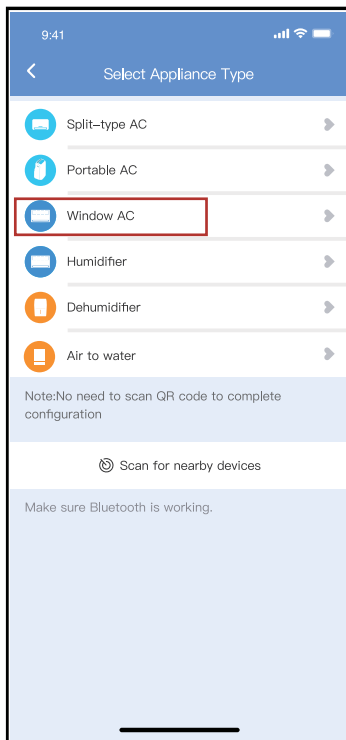 9:41
Select Appliance Type
Split-type AC
Portable AC
Window AC
Humidifier
Dehumidifier
Air to water
Note:No need to scan QR code to complete
configuration
Scan for nearby devices
Make sure Bluetooth is working.